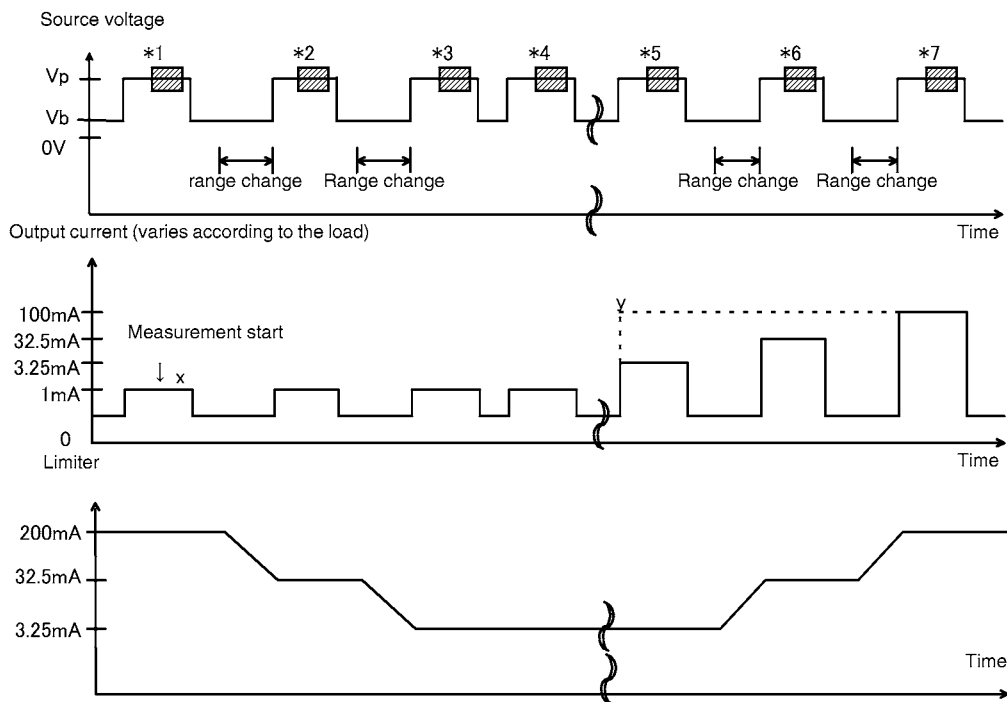 Source voltage
*1 *2 *3 *4 *5 *6 *7
Vp
Vb
0V
range change Range change Range change Range change
Time
Output current (varies according to the load)
100mA
y
32.5mA
Measurement start
3.25mA
↓ x
1mA
0
Time
Limiter
200mA
32.5mA
3.25mA
Time